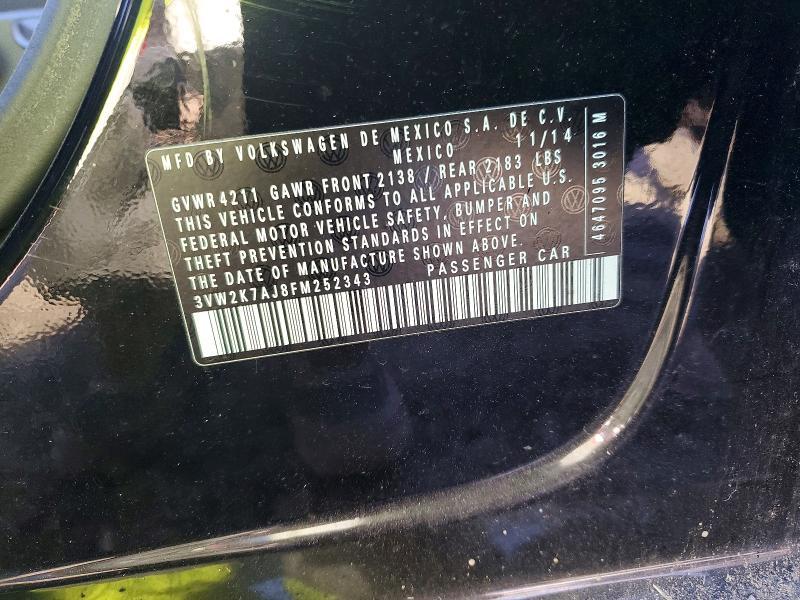 MFD BY VOLKSWAGEN DE MEXICO S.A. DE C.V.
MEXICO 11/14
GVWR 4211 GAWR FRONT 2138 / REAR 2183 LBS
THIS VEHICLE CONFORMS TO ALL APPLICABLE U.S.
FEDERAL MOTOR VEHICLE SAFETY, BUMPER AND
THEFT PREVENTION STANDARDS IN EFFECT ON
THE DATE OF MANUFACTURE SHOWN ABOVE.
3VW2K7AJ8FM252343 PASSENGER CAR
4647095 3016 M